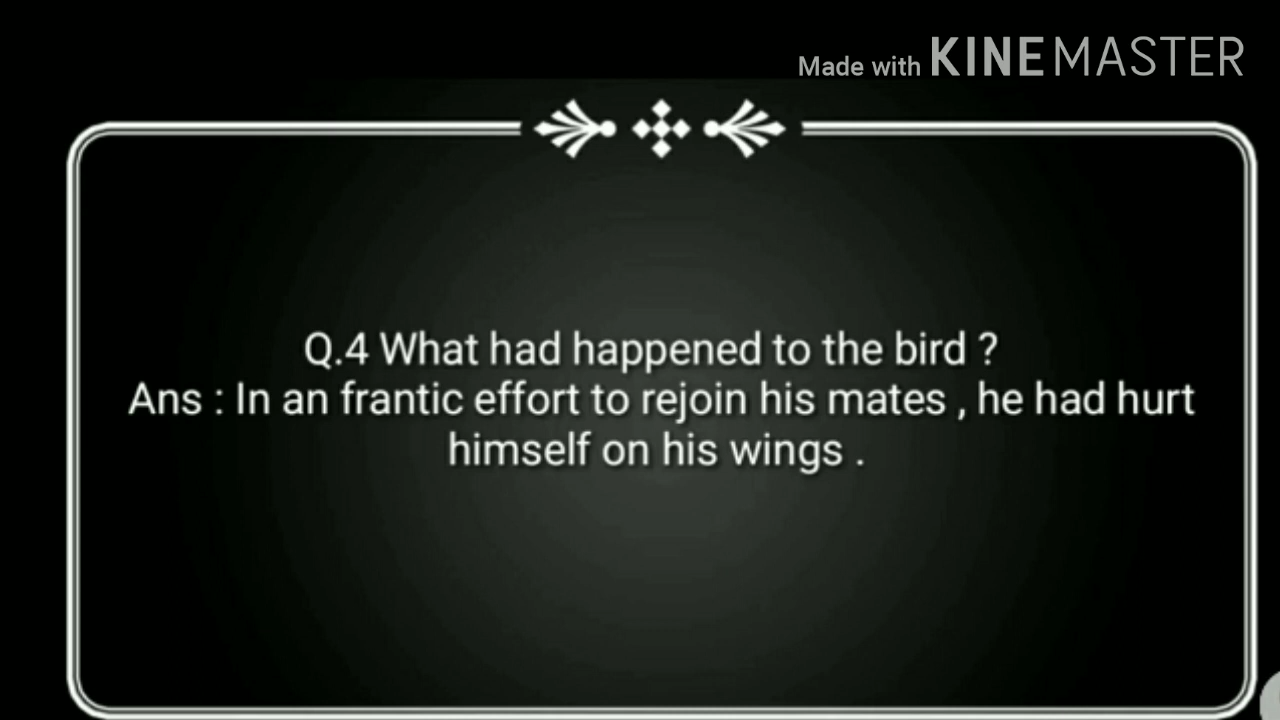 Made with KINEMASTER
Q.4 What had happened to the bird ?
Ans : In an frantic effort to rejoin his mates , he had hurt
himself on his wings .